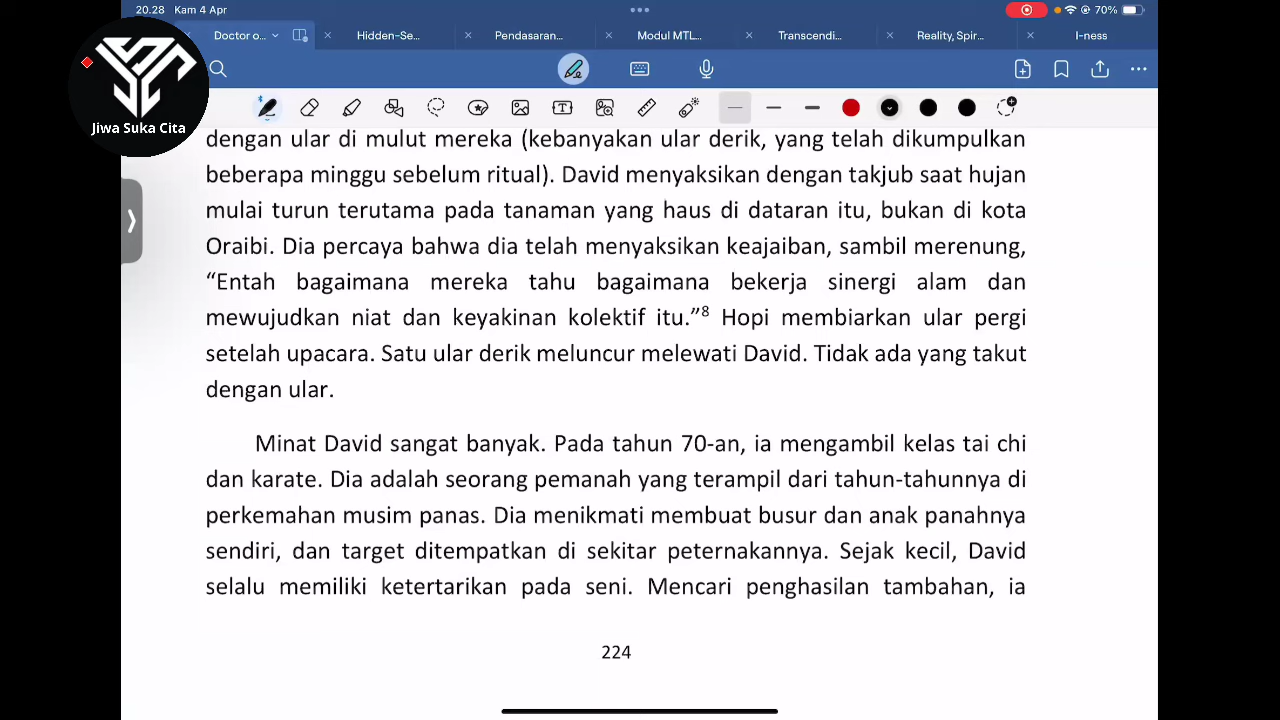 20.28 Kam 4 Apr
70%
Doctor o...
Hidden-Se...
Pendasaran...
Modul MTL...
Transcendi...
Reality, Spir...
I-ness
Jiwa Suka Cita
dengan ular di mulut mereka (kebanyakan ular derik, yang telah dikumpulkan
beberapa minggu sebelum ritual). David menyaksikan dengan takjub saat hujan
mulai turun terutama pada tanaman yang haus di dataran itu, bukan di kota
Oraibi. Dia percaya bahwa dia telah menyaksikan keajaiban, sambil merenung,
“Entah bagaimana mereka tahu bagaimana bekerja sinergi alam dan
mewujudkan niat dan keyakinan kolektif itu.”⁸ Hopi membiarkan ular pergi
setelah upacara. Satu ular derik meluncur melewati David. Tidak ada yang takut
dengan ular.
Minat David sangat banyak. Pada tahun 70-an, ia mengambil kelas tai chi
dan karate. Dia adalah seorang pemanah yang terampil dari tahun-tahunnya di
perkemahan musim panas. Dia menikmati membuat busur dan anak panahnya
sendiri, dan target ditempatkan di sekitar peternakannya. Sejak kecil, David
selalu memiliki ketertarikan pada seni. Mencari penghasilan tambahan, ia
224